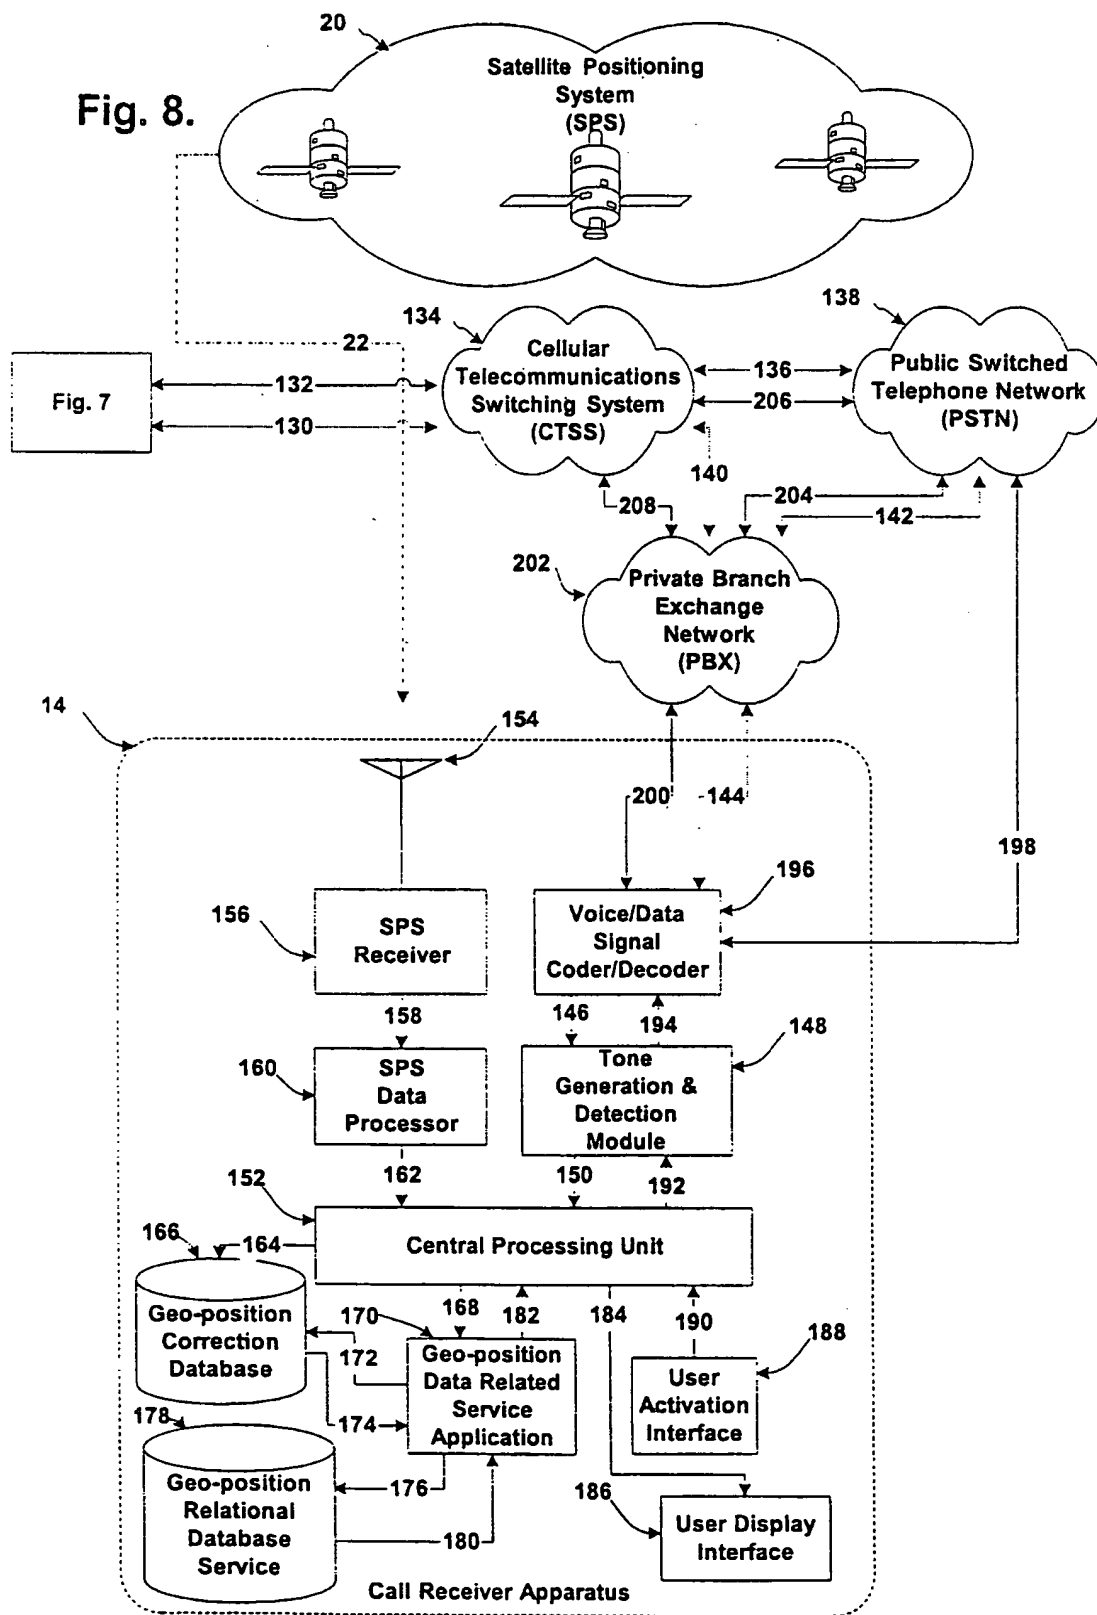 20
Satellite Positioning
System
(SPS)
Fig. 8.
134
138
22
Cellular
Telecommunications
Switching System
(CTSS)
136
206
Public Switched
Telephone Network
(PSTN)
Fig. 7
132
130
140
208
204
142
202
Private Branch
Exchange
Network
(PBX)
14
154
200
144
198
156
SPS
Receiver
Voice/Data
Signal
Coder/Decoder
196
158
146
194
148
160
SPS
Data
Processor
Tone
Generation &
Detection
Module
162
150
192
152
Central Processing Unit
166
164
168
182
184
190
188
Geo-position
Correction
Database
170
172
174
Geo-position
Data Related
Service
Application
User
Activation
Interface
178
176
180
Geo-position
Relational
Database
Service
186
User Display
Interface
Call Receiver Apparatus